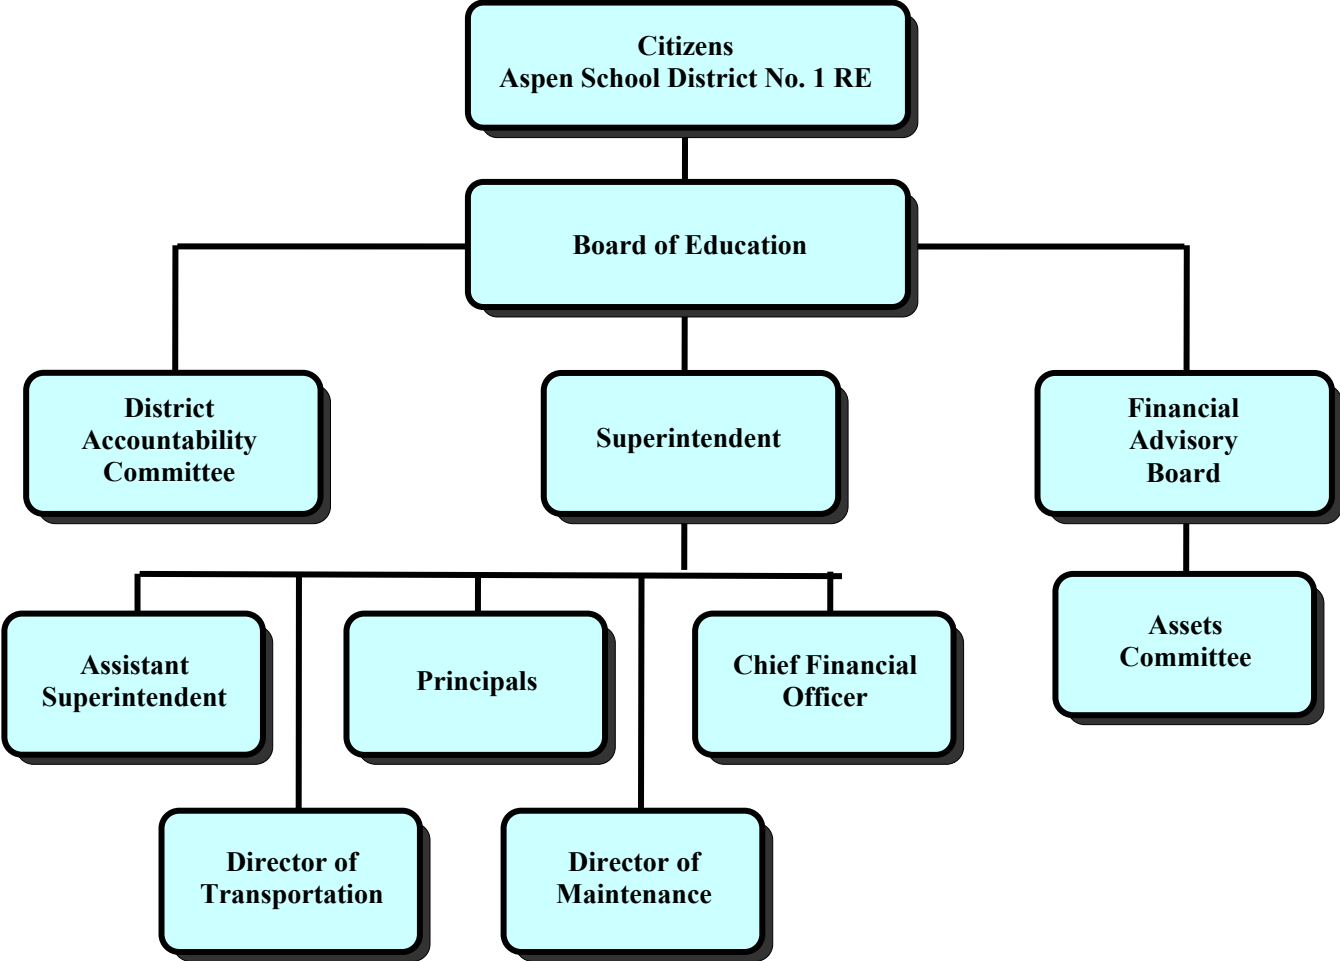 Citizens
Aspen School District No. 1 RE
Board of Education
District
Accountability
Committee
Superintendent
Financial
Advisory
Board
Assistant
Superintendent
Principals
Chief Financial
Officer
Assets
Committee
Director of
Transportation
Director of
Maintenance